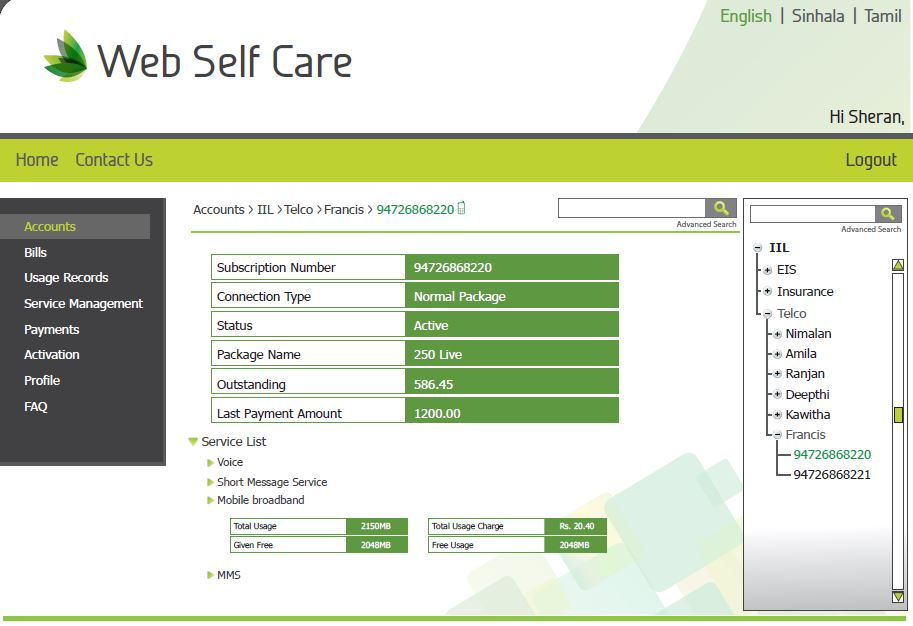 English | Sinhala | Tamil
Web Self Care
Hi Sheran,
Home Contact Us Logout
Accounts
Bills
Usage Records
Service Management
Payments
Activation
Profile
FAQ
Accounts > IIL > Telco > Francis > 94726868220
Advanced Search
Subscription Number 94726868220
Connection Type Normal Package
Status Active
Package Name 250 Live
Outstanding 586.45
Last Payment Amount 1200.00
Service List
Voice
Short Message Service
Mobile broadband
Total Usage 2150MB Total Usage Charge Rs. 20.40
Given Free 2048MB Free Usage 2048MB
MMS
Advanced Search
IIL
EIS
Insurance
Telco
Nimalan
Amila
Ranjan
Deepthi
Kawitha
Francis
94726868220
94726868221